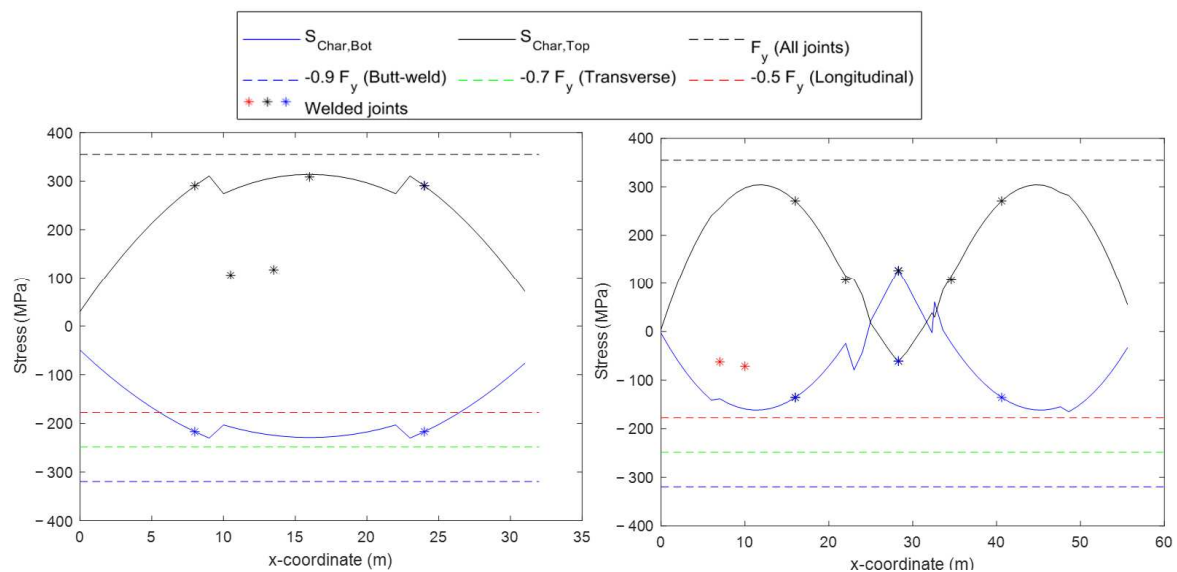 S_Char,Bot S_Char,Top F_y (All joints)
-0.9 F_y (Butt-weld) -0.7 F_y (Transverse) -0.5 F_y (Longitudinal)
Welded joints
Stress (MPa)
400
300
200
100
0
−100
−200
−300
−400
0 5 10 15 20 25 30 35
x-coordinate (m)
Stress (MPa)
400
300
200
100
0
−100
−200
−300
−400
0 10 20 30 40 50 60
x-coordinate (m)